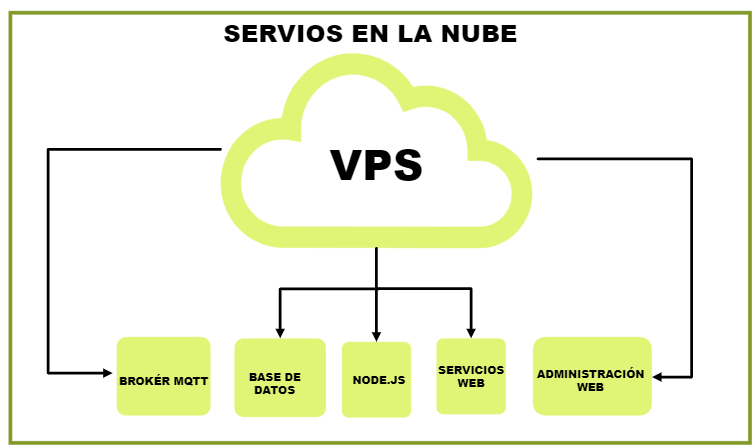 SERVIOS EN LA NUBE
VPS
BROKÉR MQTT
BASE DE
DATOS
NODE.JS
SERVICIOS
WEB
ADMINISTRACIÓN
WEB